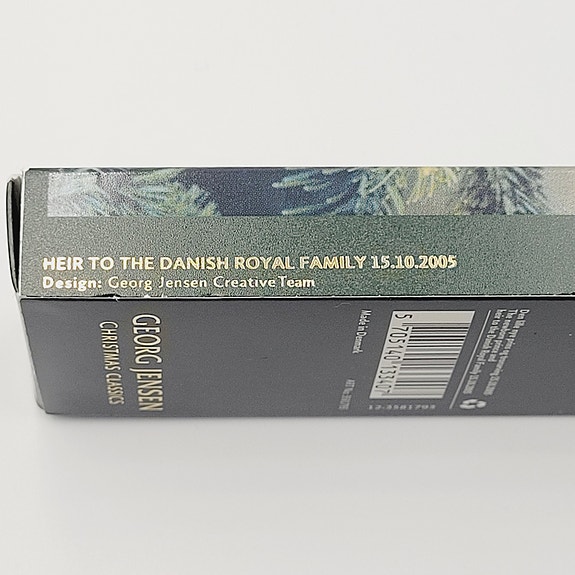 HEIR TO THE DANISH ROYAL FAMILY 15.10.2005
Design: Georg Jensen Creative Team
GEORG JENSEN
CHRISTMAS CLASSICS
Made in Denmark
5 705140 153407